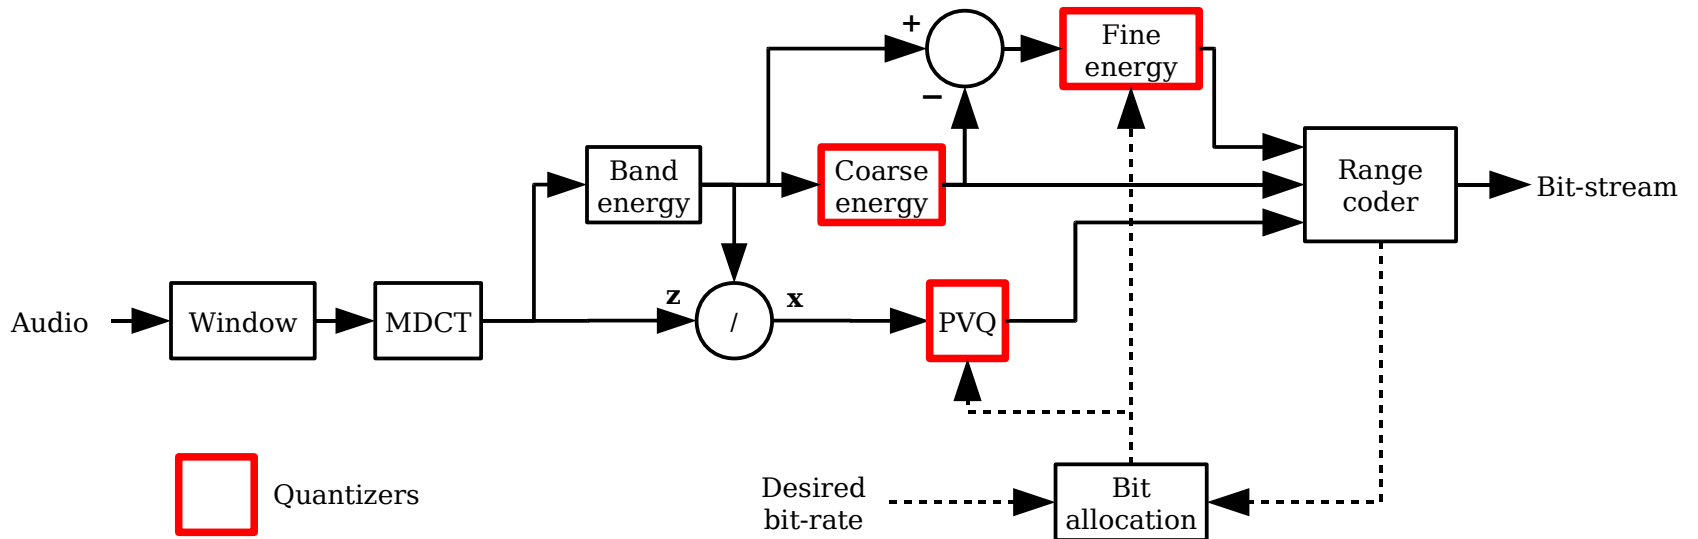 +
Fine
energy
−
Band
energy
Coarse
energy
Range
coder
Bit-stream
Audio
Window
MDCT
z
/
x
PVQ
Quantizers
Desired
bit-rate
Bit
allocation